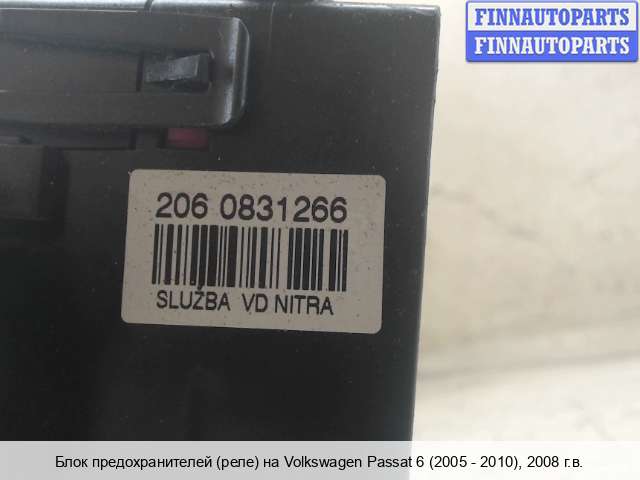 FINNAUTOPARTS
FINNAUTOPARTS
206 0831266
SLUŽBA VD NITRA
Блок предохранителей (реле) на Volkswagen Passat 6 (2005 - 2010), 2008 г.в.